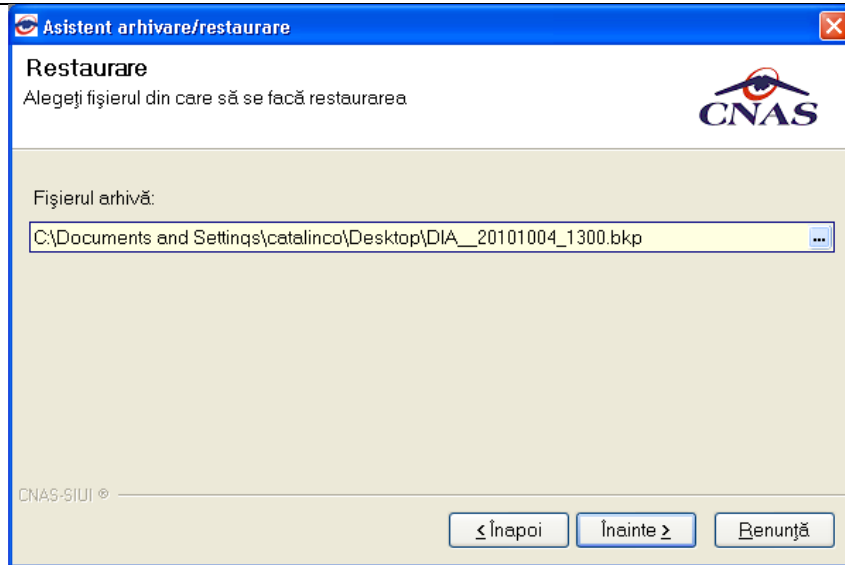 Asistent arhivare/restaurare
Restaurare
Alegeţi fişierul din care să se facă restaurarea
CNAS
Fişierul arhivă:
C:\Documents and Settings\catalinco\Desktop\DIA__20101004_1300.bkp
...
CNAS-SIUI ®
< Înapoi
Înainte >
Renunţă